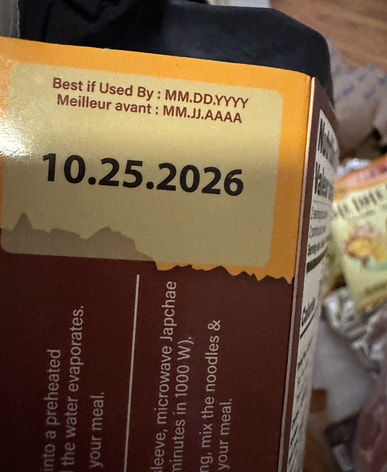 Best if Used By : MM.DD.YYYY
Meilleur avant : MM.JJ.AAAA
10.25.2026
into a preheated
the water evaporates.
your meal.
sleeve, microwave Japchae
minutes in 1000 W).
g, mix the noodles &
your meal.